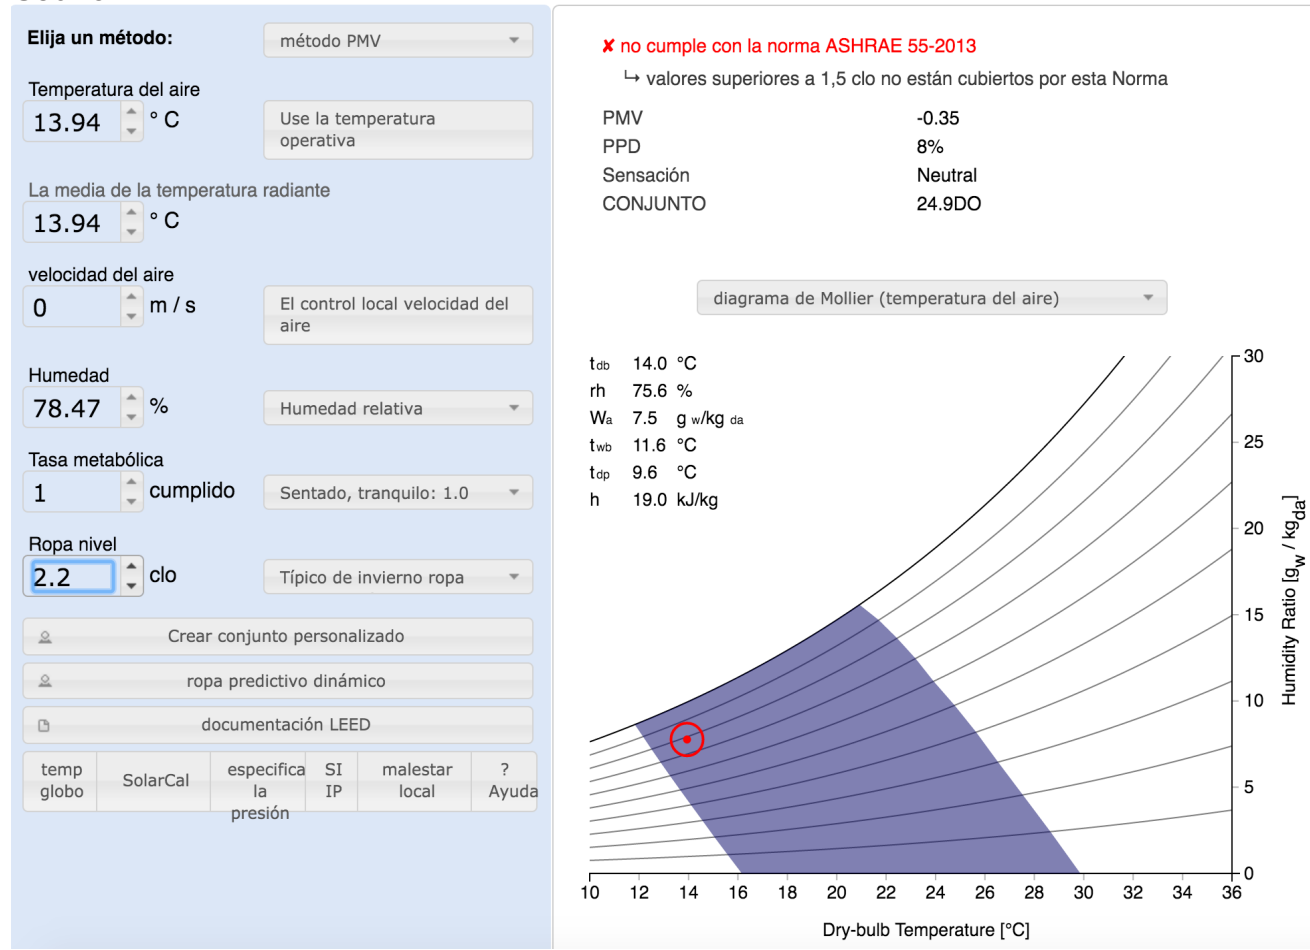 Elija un método:
método PMV
Temperatura del aire
13.94 ° C
Use la temperatura
operativa
La media de la temperatura radiante
13.94 ° C
velocidad del aire
0 m / s
El control local velocidad del
aire
Humedad
78.47 %
Humedad relativa
Tasa metabólica
1 cumplido
Sentado, tranquilo: 1.0
Ropa nivel
2.2 clo
Típico de invierno ropa
Crear conjunto personalizado
ropa predictivo dinámico
documentación LEED
temp
globo
SolarCal
especifica
la
presión
SI
IP
malestar
local
?
Ayuda
✘ no cumple con la norma ASHRAE 55-2013
↳ valores superiores a 1,5 clo no están cubiertos por esta Norma
PMV -0.35
PPD 8%
Sensación Neutral
CONJUNTO 24.9DO
diagrama de Mollier (temperatura del aire)
tdb 14.0 °C
rh 75.6 %
Wa 7.5 g w/kg da
twb 11.6 °C
tdp 9.6 °C
h 19.0 kJ/kg
30
25
20
15
10
5
0
Humidity Ratio [gw / kgda]
10 12 14 16 18 20 22 24 26 28 30 32 34 36
Dry-bulb Temperature [°C]